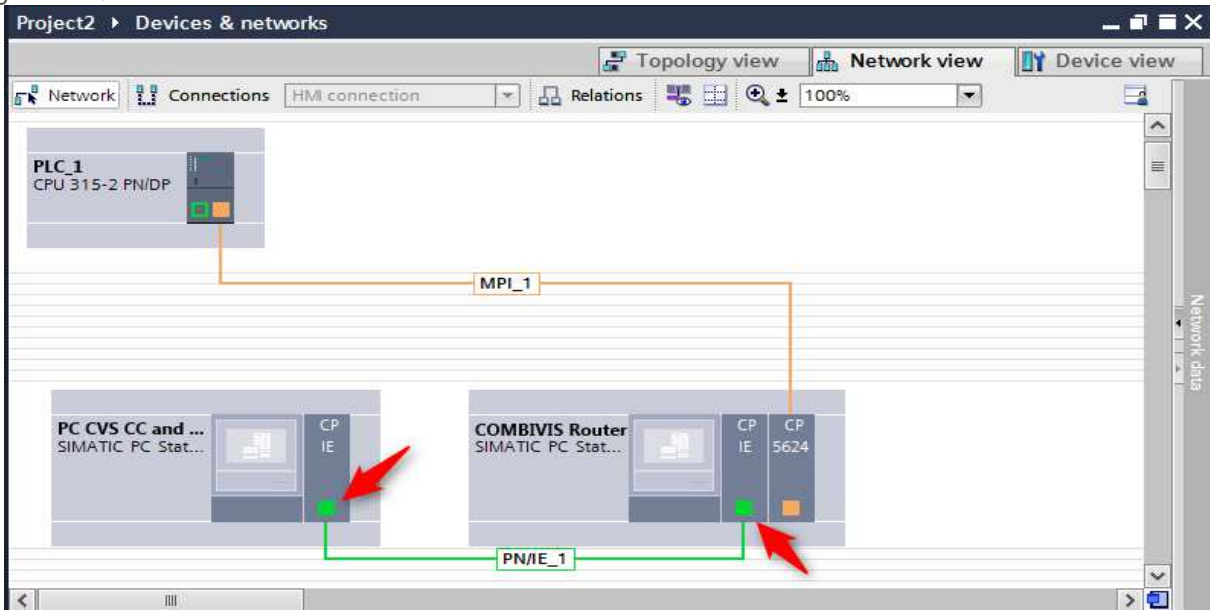 Project2 ▸ Devices & networks
Topology view Network view Device view
Network Connections HMI connection Relations 100%
PLC_1
CPU 315-2 PN/DP
MPI_1
Network data
PC CVS CC and ...
SIMATIC PC Stat...
CP
IE
COMBIVIS Router
SIMATIC PC Stat...
CP
IE
CP
5624
PN/IE_1